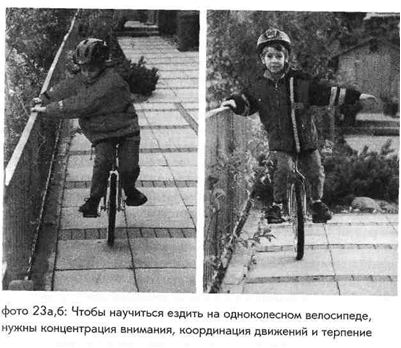 фото 23а,б: Чтобы научиться ездить на одноколесном велосипеде,
нужны концентрация внимания, координация движений и терпение